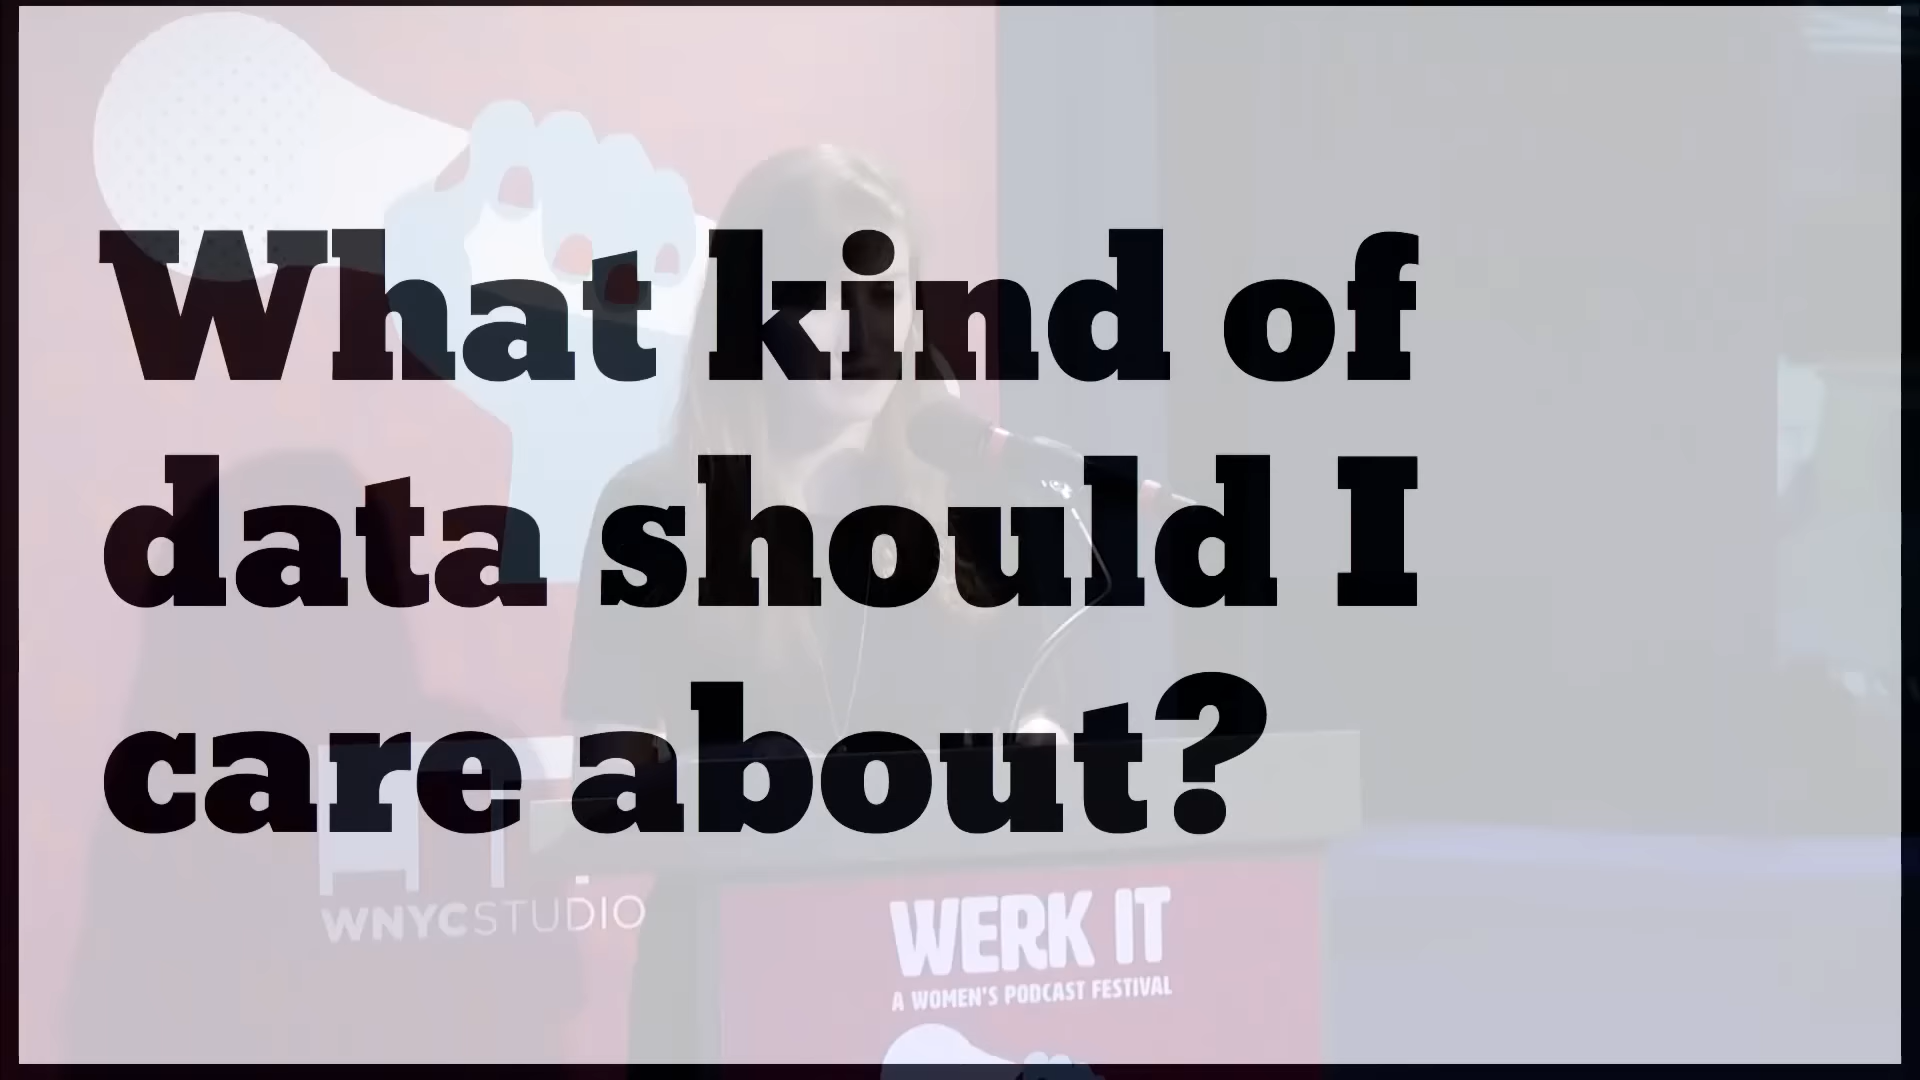 What kind of
data should I
care about?
WNYCSTUDIO
WERK IT
A WOMEN'S PODCAST FESTIVAL